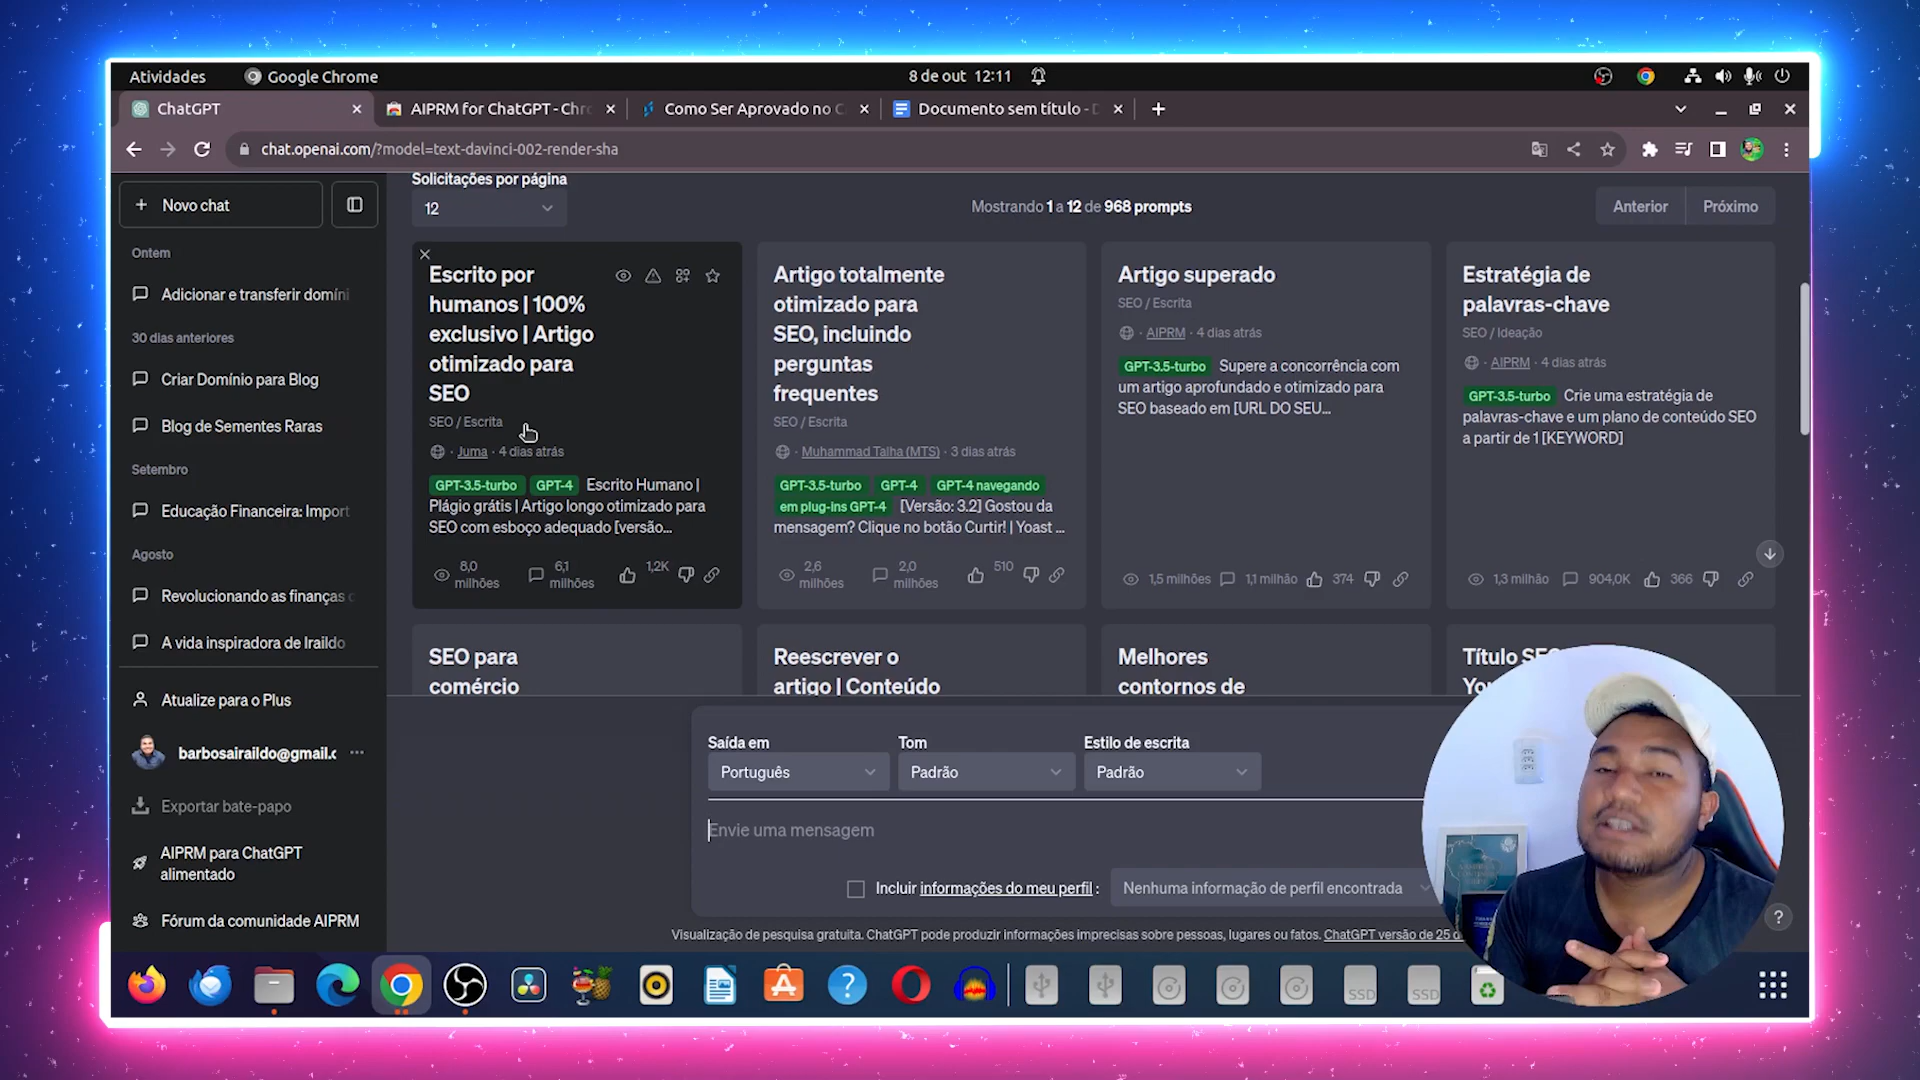 Atividades
Google Chrome
8 de out 12:11
ChatGPT
AIPRM for ChatGPT - Chr
Como Ser Aprovado no
Documento sem título -
chat.openai.com/?model=text-davinci-002-render-sha
Novo chat
Ontem
Adicionar e transferir domíni
30 dias anteriores
Criar Domínio para Blog
Blog de Sementes Raras
Setembro
Educação Financeira: Import
Agosto
Revolucionando as finanças
A vida inspiradora de Iraildo
Atualize para o Plus
barbosairaildo@gmail.c
Exportar bate-papo
AIPRM para ChatGPT
alimentado
Fórum da comunidade AIPRM
Solicitações por página
12
Mostrando 1 a 12 de 968 prompts
Anterior
Próximo
Escrito por
humanos | 100%
exclusivo | Artigo
otimizado para
SEO
SEO / Escrita
Juma · 4 dias atrás
GPT-3.5-turbo GPT-4 Escrito Humano |
Plágio grátis | Artigo longo otimizado para
SEO com esboço adequado [versão...
8,0
milhões
6,1
milhões
1,2K
Artigo totalmente
otimizado para
SEO, incluindo
perguntas
frequentes
SEO / Escrita
Muhammad Talha (MTS) · 3 dias atrás
GPT-3.5-turbo GPT-4 GPT-4 navegando
em plug-ins GPT-4 [Versão: 3.2] Gostou da
mensagem? Clique no botão Curtir! | Yoast ...
2,6
milhões
2,0
milhões
510
Artigo superado
SEO / Escrita
AIPRM · 4 dias atrás
GPT-3.5-turbo Supere a concorrência com
um artigo aprofundado e otimizado para
SEO baseado em [URL DO SEU...
1,5 milhões
1,1 milhão
374
Estratégia de
palavras-chave
SEO / Ideação
AIPRM · 4 dias atrás
GPT-3.5-turbo Crie uma estratégia de
palavras-chave e um plano de conteúdo SEO
a partir de 1 [KEYWORD]
1,3 milhão
904,0K
366
SEO para
comércio
Reescrever o
artigo | Conteúdo
Melhores
contornos de
Título
Saída em
Português
Tom
Padrão
Estilo de escrita
Padrão
Envie uma mensagem
Incluir informações do meu perfil :
Nenhuma informação de perfil encontrada
Visualização de pesquisa gratuita. ChatGPT pode produzir informações imprecisas sobre pessoas, lugares ou fatos. ChatGPT versão de 25
?
SSD
SSD